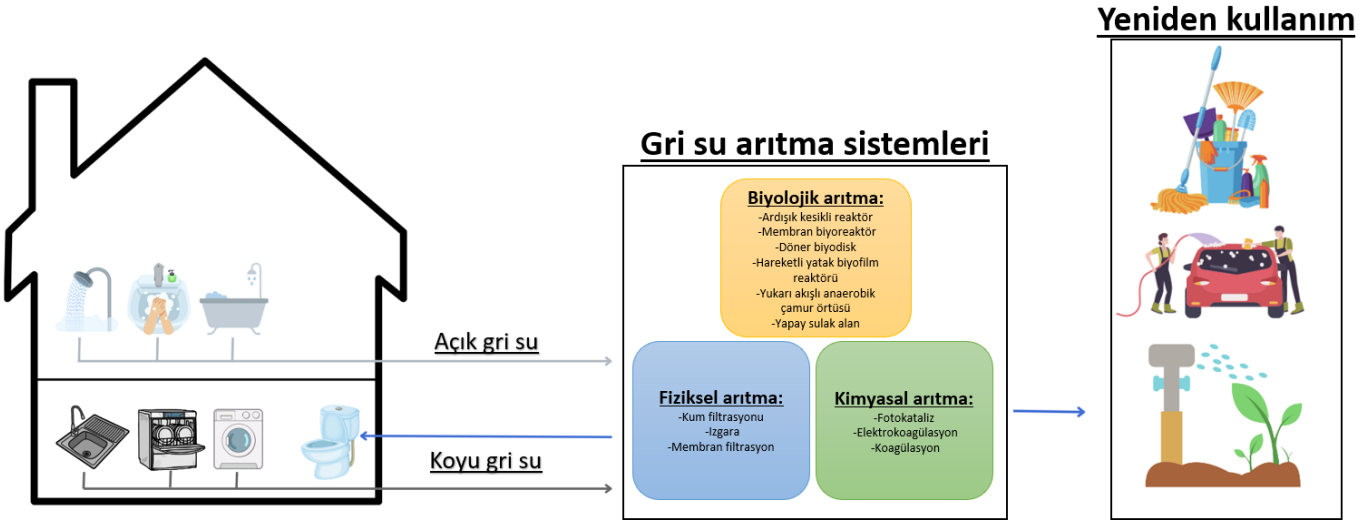 Yeniden kullanım
Gri su arıtma sistemleri
Biyolojik arıtma:
-Ardışık kesikli reaktör
-Membran biyoreaktör
-Döner biyodisk
-Hareketli yatak biyofilm
reaktörü
-Yukarı akışlı anaerobik
çamur örtüsü
-Yapay sulak alan
Açık gri su
Fiziksel arıtma:
-Kum filtrasyonu
-Izgara
-Membran filtrasyon
Kimyasal arıtma:
-Fotokataliz
-Elektrokoagülasyon
-Koagülasyon
Koyu gri su